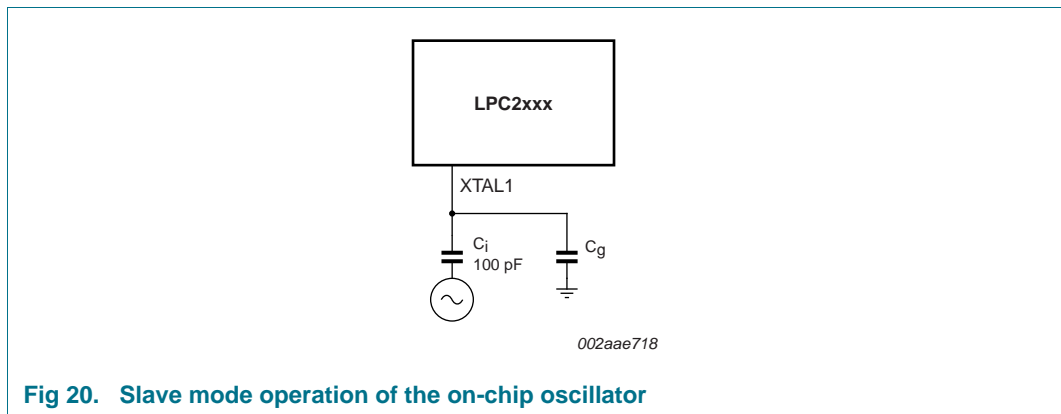 LPC2xxx
XTAL1
Ci
100 pF
Cg
002aae718
Fig 20. Slave mode operation of the on-chip oscillator